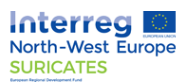 Interreg
EUROPEAN UNION
North-West Europe
SURICATES
European Regional Development Fund